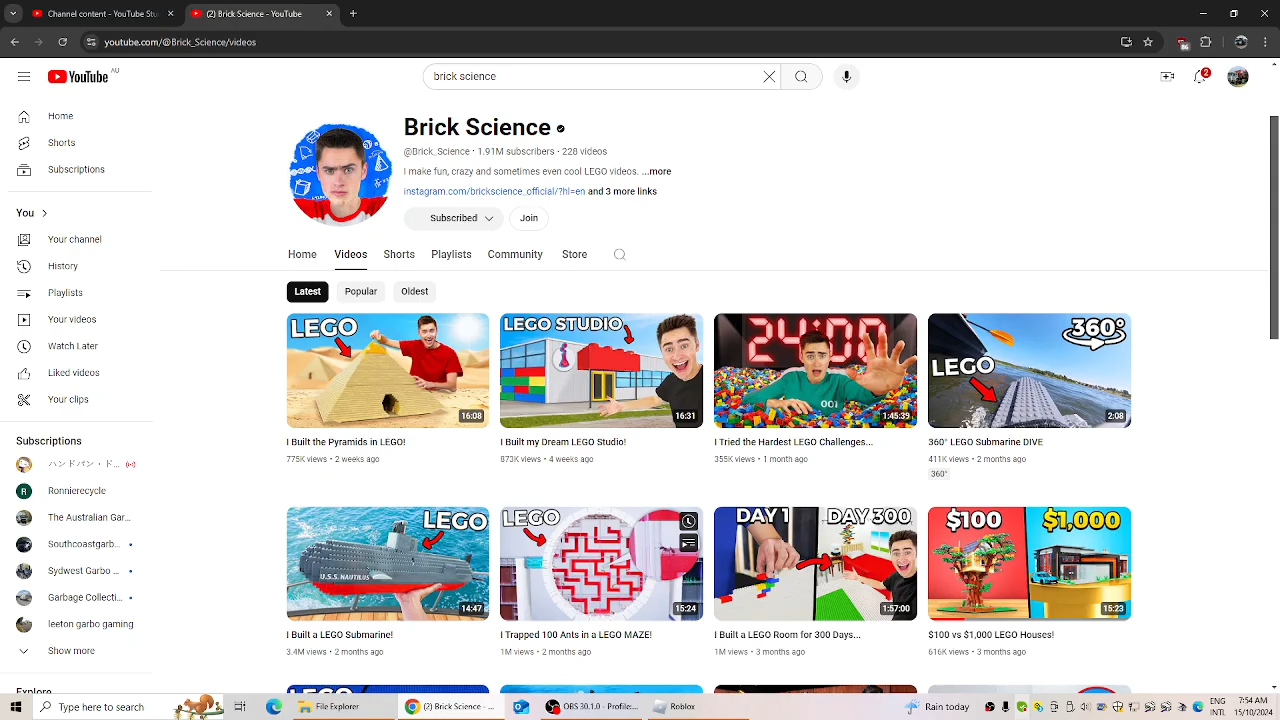 Channel content - YouTube Stu
(2) Brick Science - YouTube
youtube.com/@Brick_Science/videos
YouTube AU
brick science
2
Home
Shorts
Subscriptions
You
Your channel
History
Playlists
Your videos
Watch Later
Liked videos
Your clips
Subscriptions
ハンドパン・ド...
Ronnierecycle
The Australian Gar...
Southcoastgarb...
Sydwest Garbo ...
Garbage Collecti...
leeton garbo gaming
Show more
Explore
Brick Science
@Brick_Science • 1.91M subscribers • 228 videos
I make fun, crazy and sometimes even cool LEGO videos. ...more
instagram.com/brickscience_official/?hl=en and 3 more links
Subscribed
Join
Home Videos Shorts Playlists Community Store
Latest Popular Oldest
LEGO
16:08
I Built the Pyramids in LEGO!
775K views • 2 weeks ago
LEGO STUDIO
16:31
I Built my Dream LEGO Studio!
873K views • 4 weeks ago
24:00
001
1:45:39
I Tried the Hardest LEGO Challenges...
355K views • 1 month ago
360°
LEGO
2:08
360° LEGO Submarine DIVE
411K views • 2 months ago
360°
LEGO
U.S.S. NAUTILUS
14:47
I Built a LEGO Submarine!
3.4M views • 2 months ago
LEGO
15:24
I Trapped 100 Ants in a LEGO MAZE!
1M views • 2 months ago
DAY 1 DAY 300
1:57:00
I Built a LEGO Room for 300 Days...
1M views • 3 months ago
$100 $1,000
15:23
$100 vs $1,000 LEGO Houses!
616K views • 3 months ago
Type here to search
File Explorer
(2) Brick Science - ...
OBS 30.1.0 - Profile:...
Roblox
Rain today
ENG
INTL
7:54 AM
15/10/2024